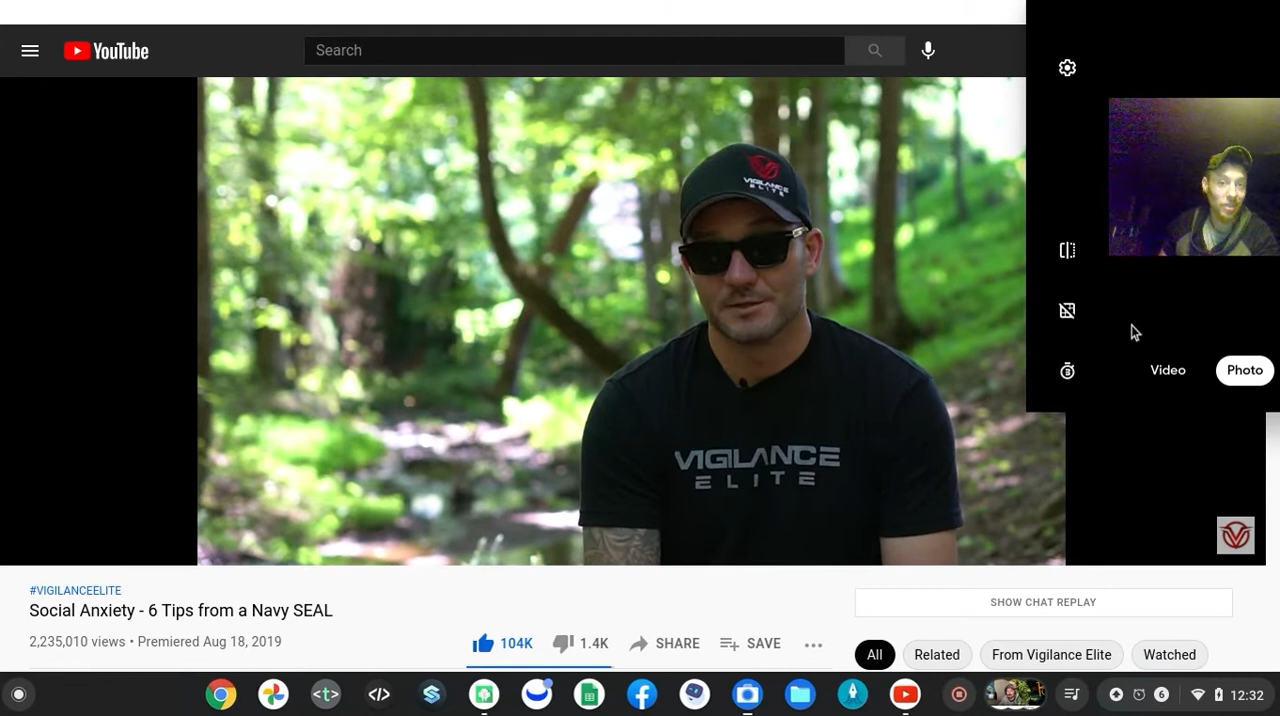 YouTube
Search
VIGILANCE
ELITE
VIGILANCE
ELITE
Video
Photo
#VIGILANCEELITE
Social Anxiety - 6 Tips from a Navy SEAL
2,235,010 views • Premiered Aug 18, 2019
104K
1.4K
SHARE
SAVE
SHOW CHAT REPLAY
All
Related
From Vigilance Elite
Watched
<t>
</>
6
12:32